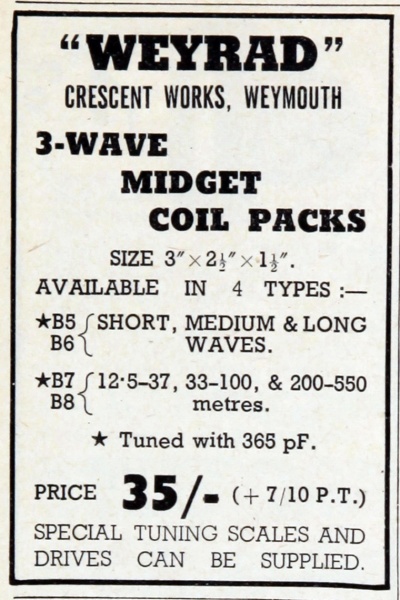 “WEYRAD”
CRESCENT WORKS, WEYMOUTH
3-WAVE
MIDGET
COIL PACKS
SIZE 3″ × 2½″ × 1½″.
AVAILABLE IN 4 TYPES :—
★B5 { SHORT, MEDIUM & LONG
B6 WAVES.
★B7 { 12·5–37, 33–100, & 200–550
B8 metres.
★ Tuned with 365 pF.
PRICE 35/- (+ 7/10 P.T.)
SPECIAL TUNING SCALES AND
DRIVES CAN BE SUPPLIED.